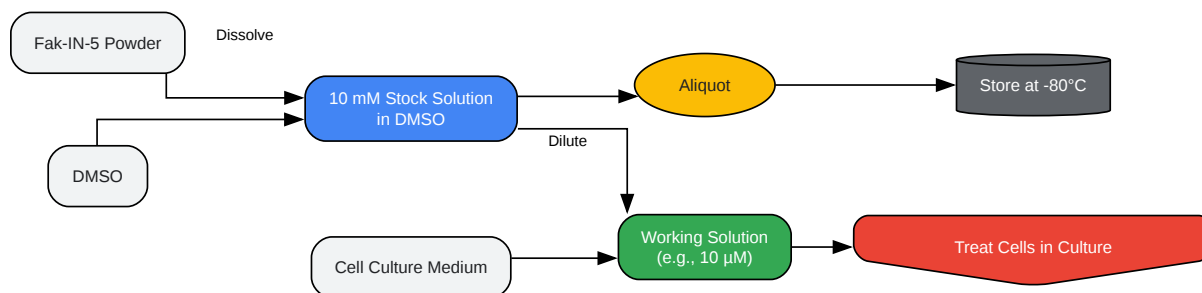 Fak-IN-5 Powder
Dissolve
10 mM Stock Solution
in DMSO
Aliquot
Store at -80°C
Dilute
DMSO
Working Solution
(e.g., 10 µM)
Treat Cells in Culture
Cell Culture Medium